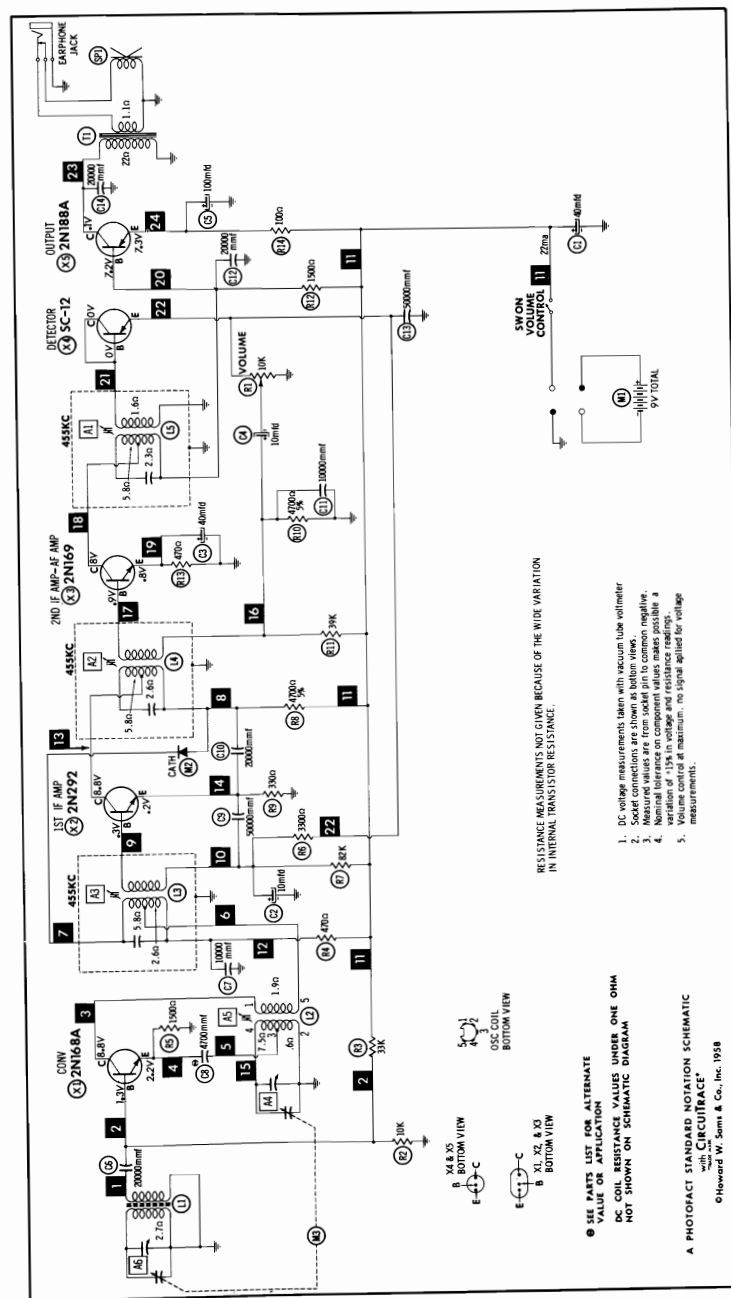 EARPHONE
JACK
SP1
1.1Ω
T1
22Ω
23
20000
mmf
C14
OUTPUT
X5 2N188A
C .1V
7.2V B
E
7.3V
24
C5 100mfd
R14 100Ω
11
20
20000
mmf
C12
1500Ω
R12
22
DETECTOR
X4 SC-12
C 0V
0V B
E
21
50000mmf
C13
VOLUME
R1
10K
C4
10mfd
455KC
A1
1.6Ω
L5
2.3Ω
5.8Ω
18
10000mmf
C11
4700Ω
5%
R10
2ND IF AMP-AF AMP
X3 2N169
C 8V
.9V B
E
.8V
19
C3 40mfd
470Ω
R13
17
16
39K
R11
455KC
A2
L4
2.6Ω
5.8Ω
13
8
4700Ω
5%
R8
11
CATH
M2
C10
20000mmf
1ST IF AMP
X2 2N292
C 8.8V
.3V B
E
.2V
14
C9
50000mmf
330Ω
R9
3300Ω
R6
22
9
10
82K
R7
10mfd
C2
455KC
A3
L3
5.8Ω
2.6Ω
7
6
12
10000
mmf
C7
470Ω
R4
11
3
1.9Ω
A5
1
4
5
L2
7.5Ω
3
.6Ω
2
CONV
X1 2N168A
C 8.8V
1.3V B
E
2.2V
1500Ω
R5
4
4700mmf
C8
5
15
A4
2
R3
33K
2
10K
R2
C6
20000mmf
1
L1
2.7Ω
A6
M3
SW ON
VOLUME
CONTROL
11
22ma
40mfd
C1
M1
9V TOTAL
RESISTANCE MEASUREMENTS NOT GIVEN BECAUSE OF THE WIDE VARIATION
IN INTERNAL TRANSISTOR RESISTANCE.
1. DC voltage measurements taken with vacuum tube voltmeter
2. Socket connections are shown as bottom views.
3. Measured values are from socket pin to common negative.
4. Nominal tolerance on component values makes possible a
variation of ±15% in voltage and resistance readings.
5. Volume control at maximum, no signal apllied for voltage
measurements.
5
4
1
2
3
OSC COIL
BOTTOM VIEW
X4 & X5
BOTTOM VIEW
B
E
C
X1, X2, & X3
BOTTOM VIEW
E
B
C
SEE PARTS LIST FOR ALTERNATE
VALUE OR APPLICATION
DC COIL RESISTANCE VALUES UNDER ONE OHM
NOT SHOWN ON SCHEMATIC DIAGRAM
A PHOTOFACT STANDARD NOTATION SCHEMATIC
with CIRCUITRACE
©Howard W. Sams & Co., Inc. 1958